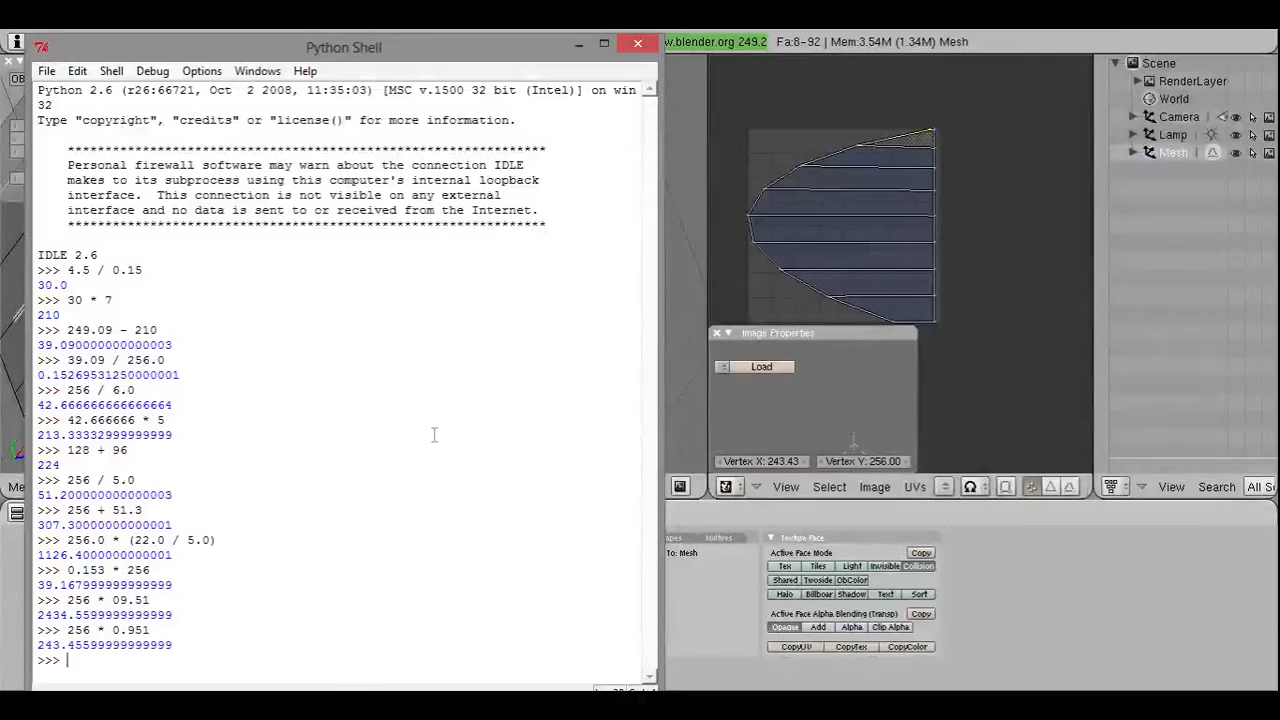 Python Shell
File Edit Shell Debug Options Windows Help
Python 2.6 (r26:66721, Oct  2 2008, 11:35:03) [MSC v.1500 32 bit (Intel)] on win
32
Type "copyright", "credits" or "license()" for more information.
****************************************************************
Personal firewall software may warn about the connection IDLE
makes to its subprocess using this computer's internal loopback
interface.  This connection is not visible on any external
interface and no data is sent to or received from the Internet.
****************************************************************
IDLE 2.6
>>> 4.5 / 0.15
30.0
>>> 30 * 7
210
>>> 249.09 - 210
39.090000000000003
>>> 39.09 / 256.0
0.15269531250000001
>>> 256 / 6.0
42.666666666666664
>>> 42.666666 * 5
213.33332999999999
>>> 128 + 96
224
>>> 256 / 5.0
51.200000000000003
>>> 256 + 51.3
307.30000000000001
>>> 256.0 * (22.0 / 5.0)
1126.4000000000001
>>> 0.153 * 256
39.167999999999999
>>> 256 * 09.51
2434.5599999999999
>>> 256 * 0.951
243.45599999999999
>>>
w.blender.org 249.2 Fa:8-92 | Mem:3.54M (1.34M) Mesh
Scene
RenderLayer
World
Camera
Lamp
Mesh
Image Properties
Load
Vertex X: 243.43 Vertex Y: 256.00
View Select Image UVs
View Search All S
Texture Face
To: Mesh
Active Face Mode Copy
Tex Tiles Light Invisible Collision
Shared Twoside ObColor
Halo Billboar Shadow Text Sort
Active Face Alpha Blending (Transp) Copy
Opaque Add Alpha Clip Alpha
CopyUV CopyTex CopyColor